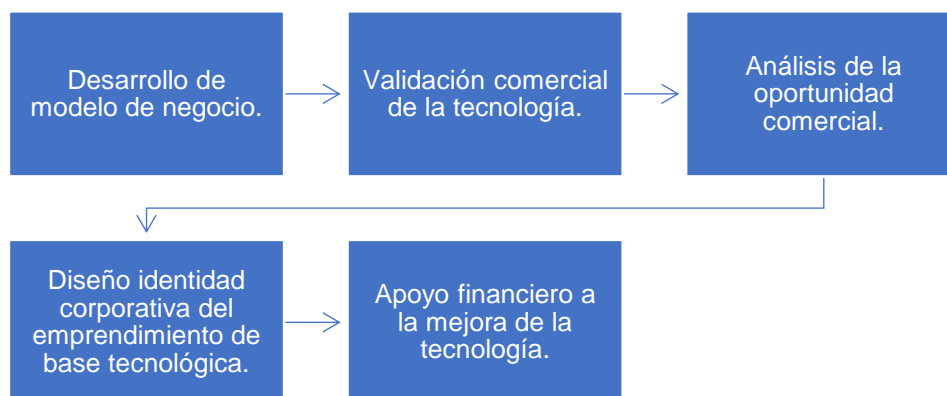 Desarrollo de
modelo de negocio.
Validación comercial
de la tecnología.
Análisis de la
oportunidad
comercial.
Diseño identidad
corporativa del
emprendimiento de
base tecnológica.
Apoyo financiero a
la mejora de la
tecnología.